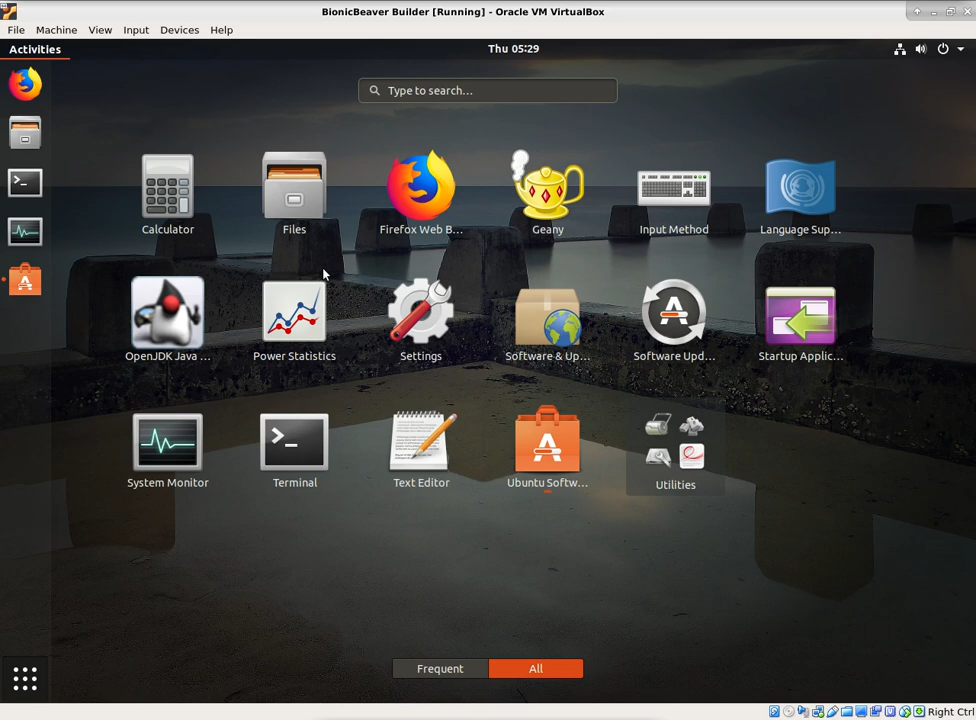 BionicBeaver Builder [Running] - Oracle VM VirtualBox
File Machine View Input Devices Help
Activities
Thu 05:29
Type to search...
Calculator
Files
Firefox Web B...
Geany
Input Method
Language Sup...
OpenJDK Java ...
Power Statistics
Settings
Software & Up...
Software Upd...
Startup Applic...
System Monitor
Terminal
Text Editor
Ubuntu Softw...
Utilities
Frequent
All
Right Ctrl